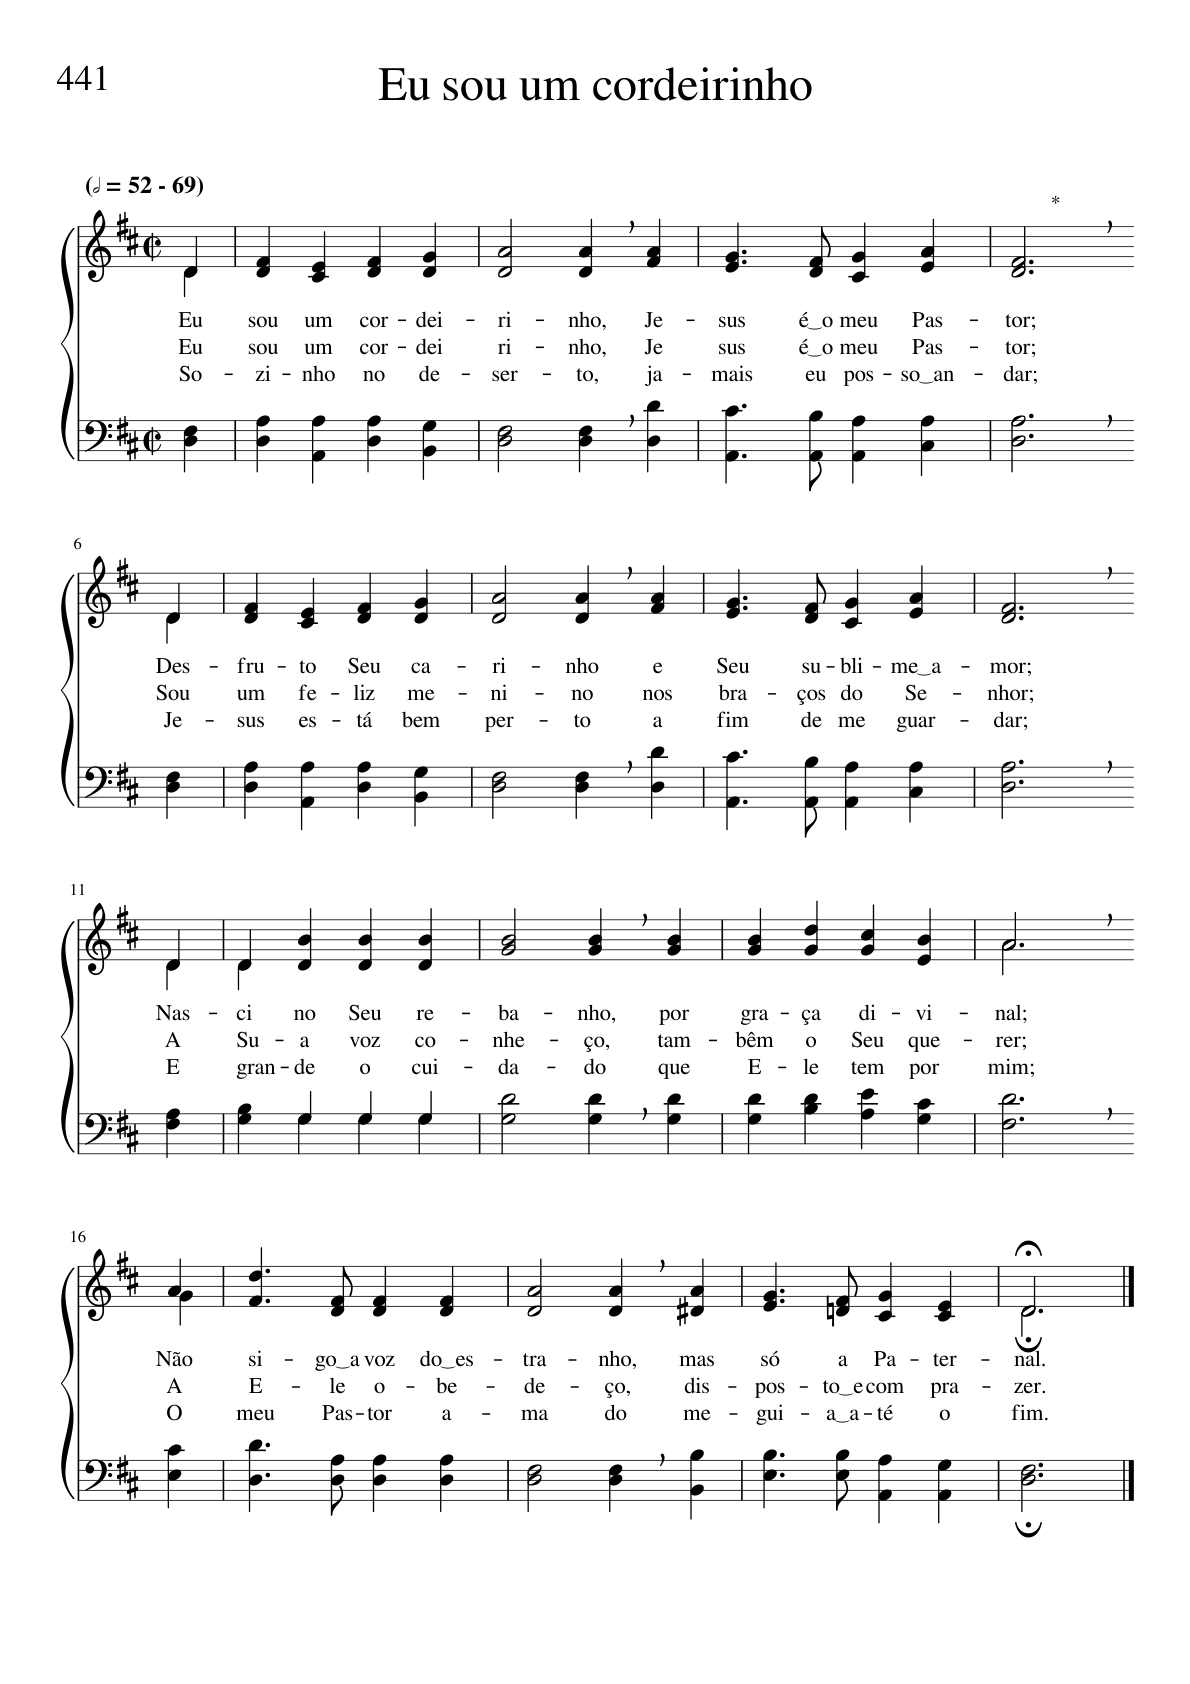 441
Eu sou um cordeirinho
(𝅗𝅥 = 52 - 69)
*
Eu sou um cor - dei - ri - nho, Je - sus é‿o meu Pas - tor;
Eu sou um cor - dei ri - nho, Je sus é‿o meu Pas - tor;
So - zi - nho no de - ser - to, ja - mais eu pos - so‿an - dar;
6
Des - fru - to Seu ca - ri - nho e Seu su - bli - me‿a - mor;
Sou um fe - liz me - ni - no nos bra - ços do Se - nhor;
Je - sus es - tá bem per - to a fim de me guar - dar;
11
Nas - ci no Seu re - ba - nho, por gra - ça di - vi - nal;
A Su - a voz co - nhe - ço, tam - bêm o Seu que - rer;
E gran - de o cui - da - do que E - le tem por mim;
16
Não si - go‿a voz do‿es - tra - nho, mas só a Pa - ter - nal.
A E - le o - be - de - ço, dis - pos - to‿e com pra - zer.
O meu Pas - tor a - ma do me - gui - a‿a - té o fim.